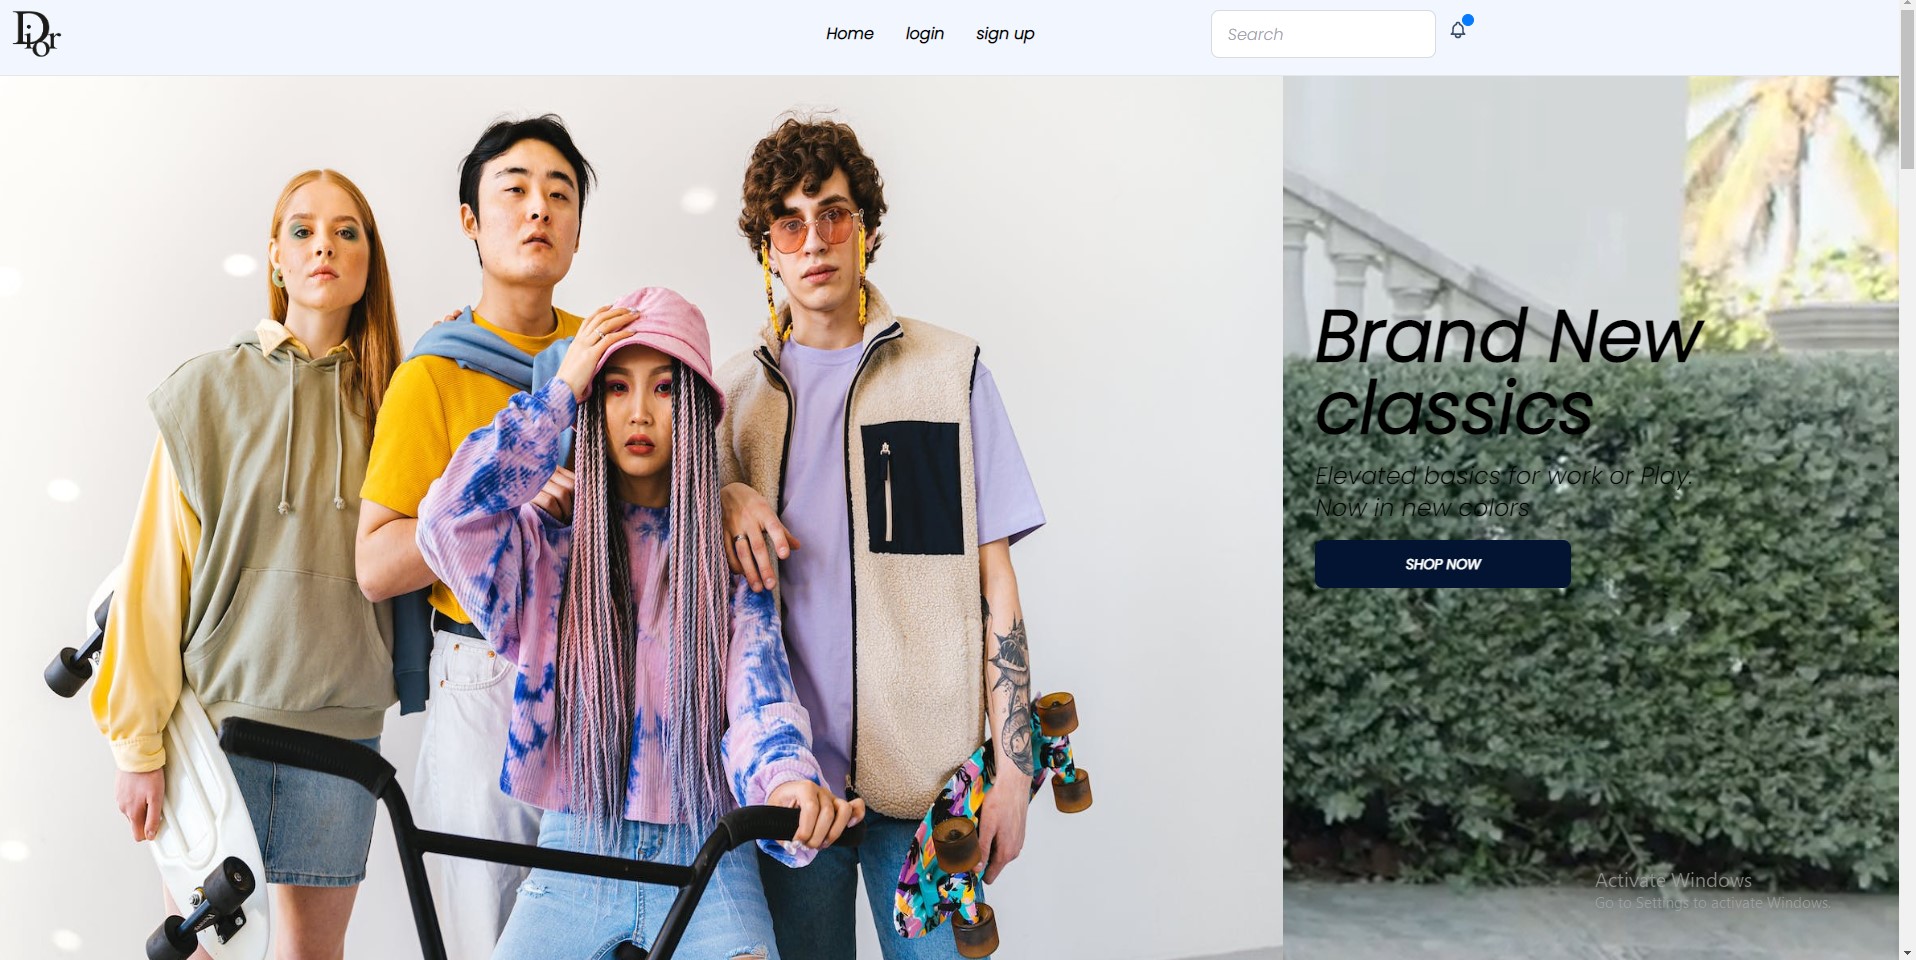 Dior
Home login sign up
Search
Brand New
classics
Elevated basics for work or Play.
Now in new colors
SHOP NOW
Activate Windows
Go to Settings to activate Windows.